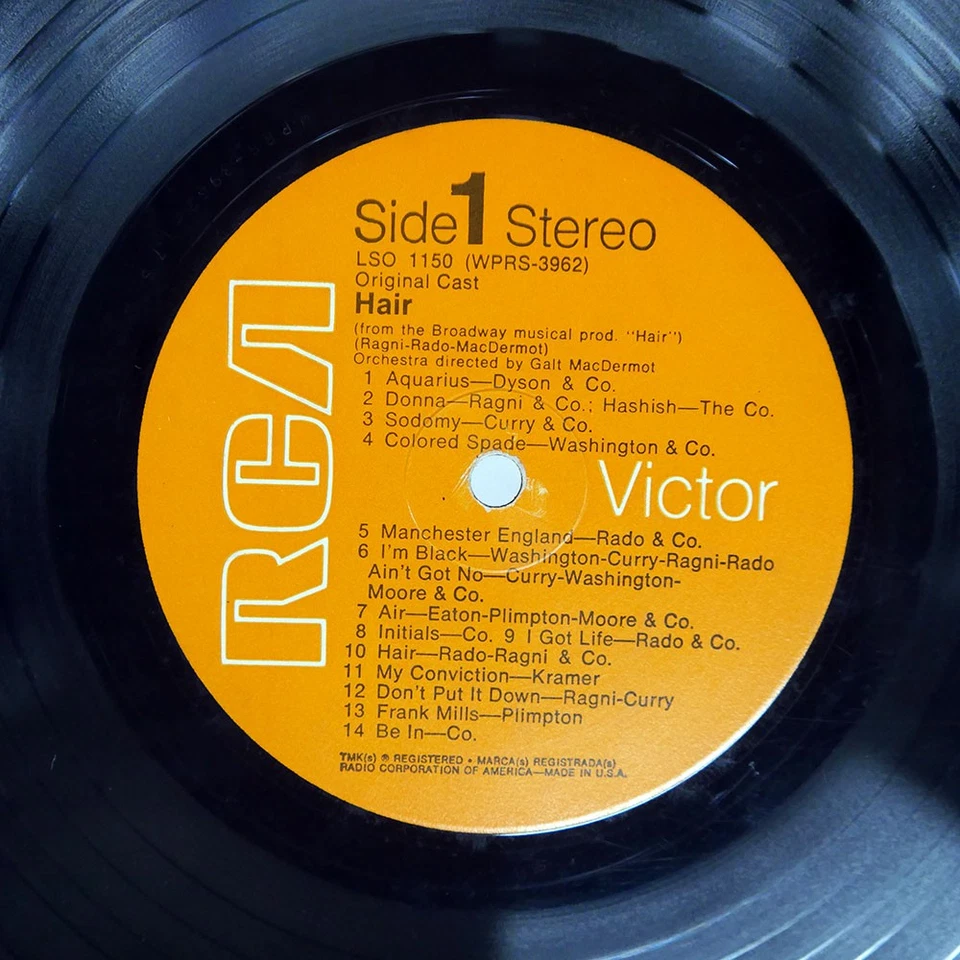 Side 1 Stereo
LSO 1150 (WPRS-3962)
Original Cast
Hair
(from the Broadway musical prod. "Hair")
(Ragni-Rado-MacDermot)
Orchestra directed by Galt MacDermot
1 Aquarius—Dyson & Co.
2 Donna—Ragni & Co.; Hashish—The Co.
3 Sodomy—Curry & Co.
4 Colored Spade—Washington & Co.
RCA
Victor
5 Manchester England—Rado & Co.
6 I'm Black—Washington-Curry-Ragni-Rado
Ain't Got No—Curry-Washington-
Moore & Co.
7 Air—Eaton-Plimpton-Moore & Co.
8 Initials—Co. 9 I Got Life—Rado & Co.
10 Hair—Rado-Ragni & Co.
11 My Conviction—Kramer
12 Don't Put It Down—Ragni-Curry
13 Frank Mills—Plimpton
14 Be In—Co.
TMK(s) ® REGISTERED • MARCA(s) REGISTRADA(s)
RADIO CORPORATION OF AMERICA—MADE IN U.S.A.